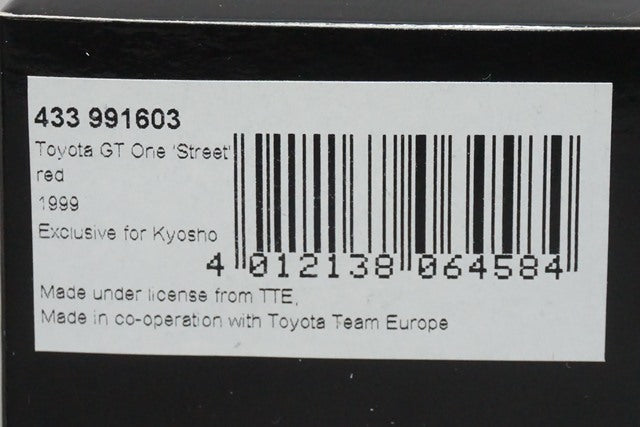 433 991603
Toyota GT One 'Street'
red
1999
Exclusive for Kyosho
4 012138 064584
Made under license from TTE,
Made in co-operation with Toyota Team Europe